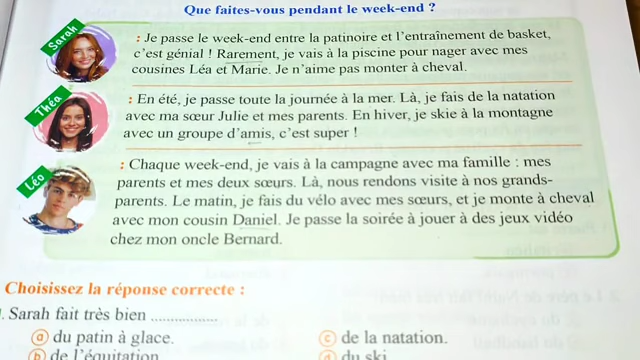 Que faites-vous pendant le week-end ?
Sarah
: Je passe le week-end entre la patinoire et l'entraînement de basket,
c'est génial ! Rarement, je vais à la piscine pour nager avec mes
cousines Léa et Marie. Je n'aime pas monter à cheval.
Théa
: En été, je passe toute la journée à la mer. Là, je fais de la natation
avec ma sœur Julie et mes parents. En hiver, je skie à la montagne
avec un groupe d'amis, c'est super !
Léo
: Chaque week-end, je vais à la campagne avec ma famille : mes
parents et mes deux sœurs. Là, nous rendons visite à nos grands-
parents. Le matin, je fais du vélo avec mes sœurs, et je monte à cheval
avec mon cousin Daniel. Je passe la soirée à jouer à des jeux vidéo
chez mon oncle Bernard.
Choisissez la réponse correcte :
. Sarah fait très bien ..................
ⓐ du patin à glace.
ⓒ de la natation.
ⓑ de l'équitation
ⓓ du ski